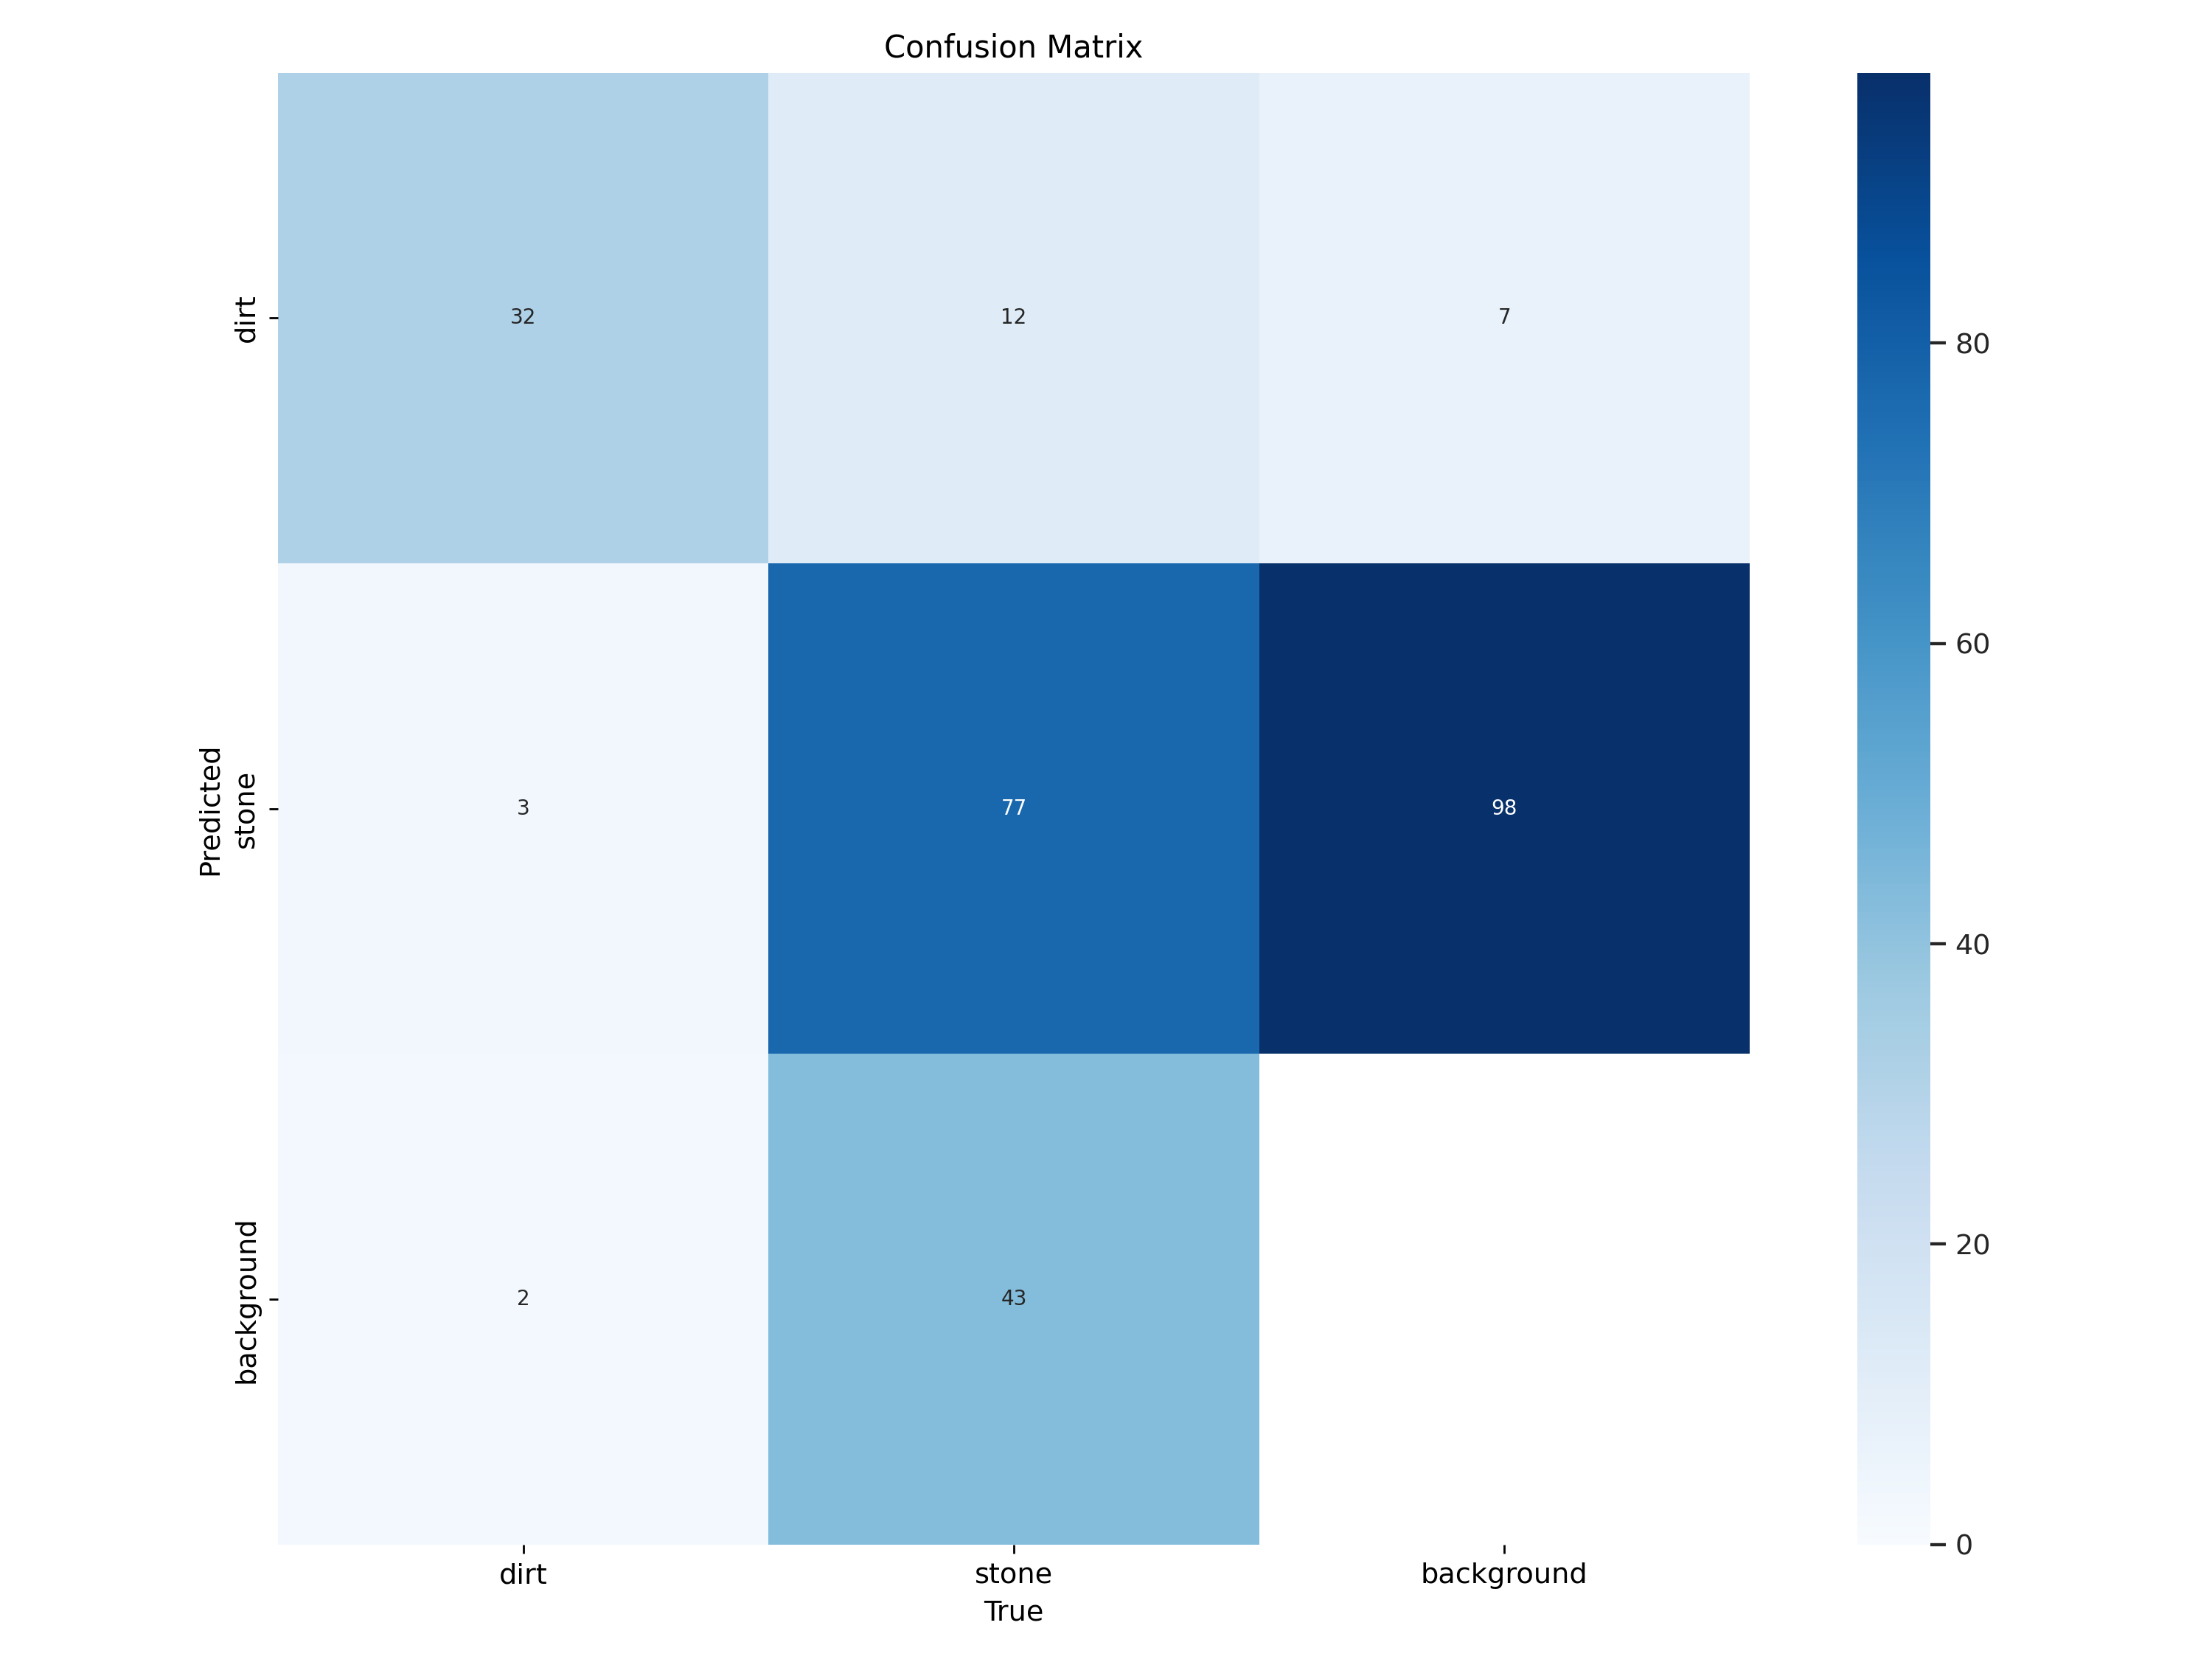 Confusion Matrix
Predicted
dirt
32 12 7
stone
3 77 98
background
2 43
dirt stone background
True
80
60
40
20
0